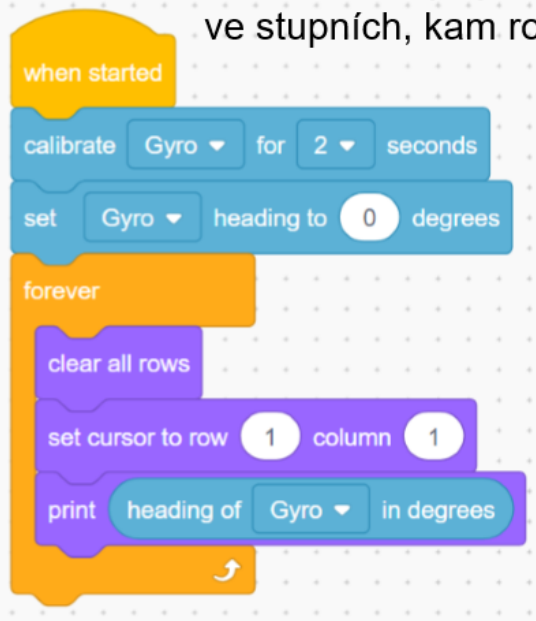 ve stupních, kam ro
when started
calibrate Gyro for 2 seconds
set Gyro heading to 0 degrees
forever
clear all rows
set cursor to row 1 column 1
print heading of Gyro in degrees